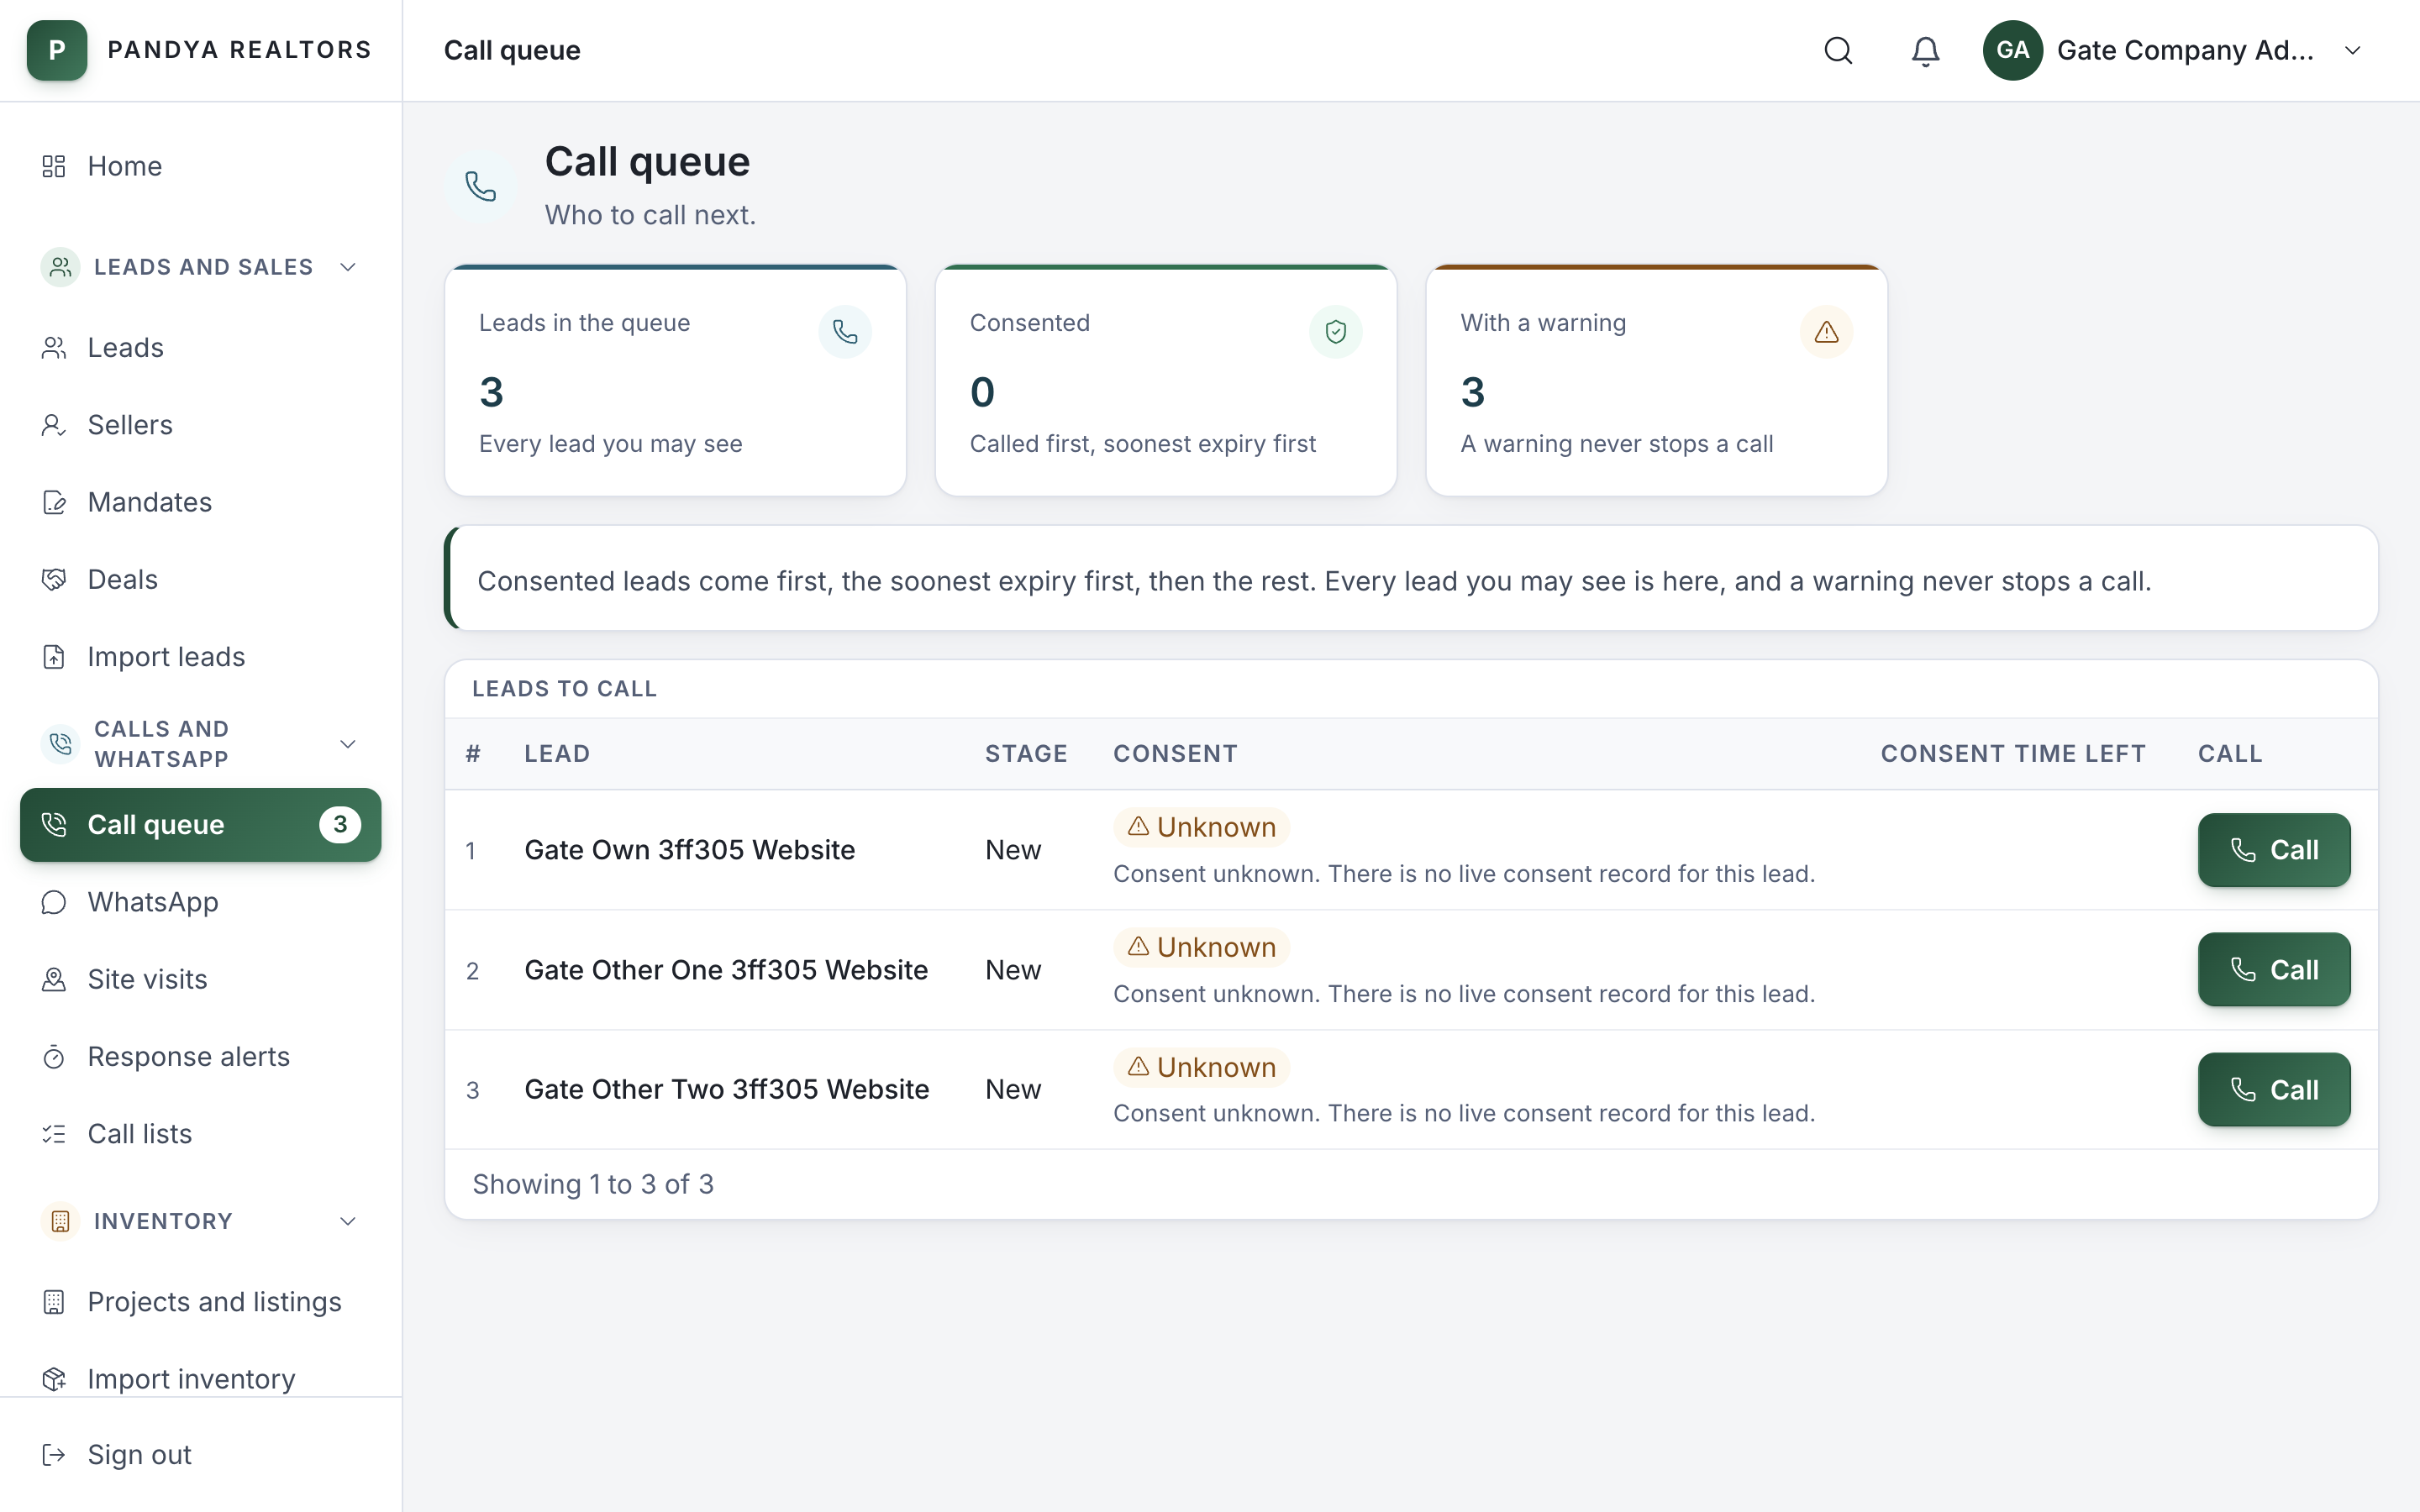 P PANDYA REALTORS
Call queue
GA Gate Company Ad...
Home
LEADS AND SALES
Leads
Sellers
Mandates
Deals
Import leads
CALLS AND
WHATSAPP
Call queue 3
WhatsApp
Site visits
Response alerts
Call lists
INVENTORY
Projects and listings
Import inventory
Sign out
Call queue
Who to call next.
Leads in the queue
3
Every lead you may see
Consented
0
Called first, soonest expiry first
With a warning
3
A warning never stops a call
Consented leads come first, the soonest expiry first, then the rest. Every lead you may see is here, and a warning never stops a call.
LEADS TO CALL
# LEAD STAGE CONSENT CONSENT TIME LEFT CALL
1 Gate Own 3ff305 Website New Unknown Call
Consent unknown. There is no live consent record for this lead.
2 Gate Other One 3ff305 Website New Unknown Call
Consent unknown. There is no live consent record for this lead.
3 Gate Other Two 3ff305 Website New Unknown Call
Consent unknown. There is no live consent record for this lead.
Showing 1 to 3 of 3